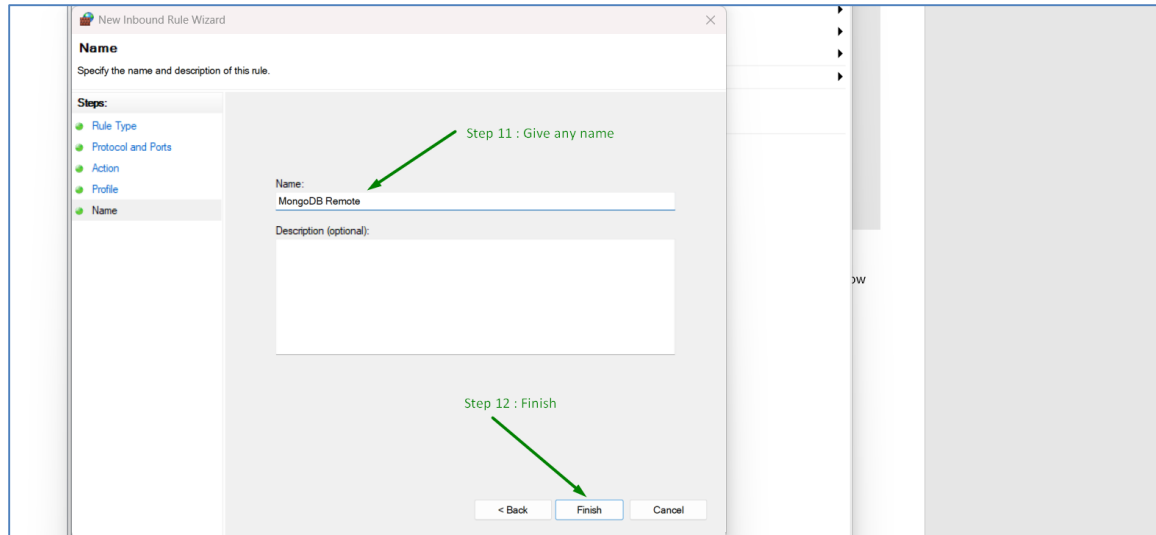 New Inbound Rule Wizard
Name
Specify the name and description of this rule.
Steps:
Rule Type
Protocol and Ports
Action
Profile
Name
Step 11 : Give any name
Name:
MongoDB Remote
Description (optional):
Step 12 : Finish
< Back
Finish
Cancel